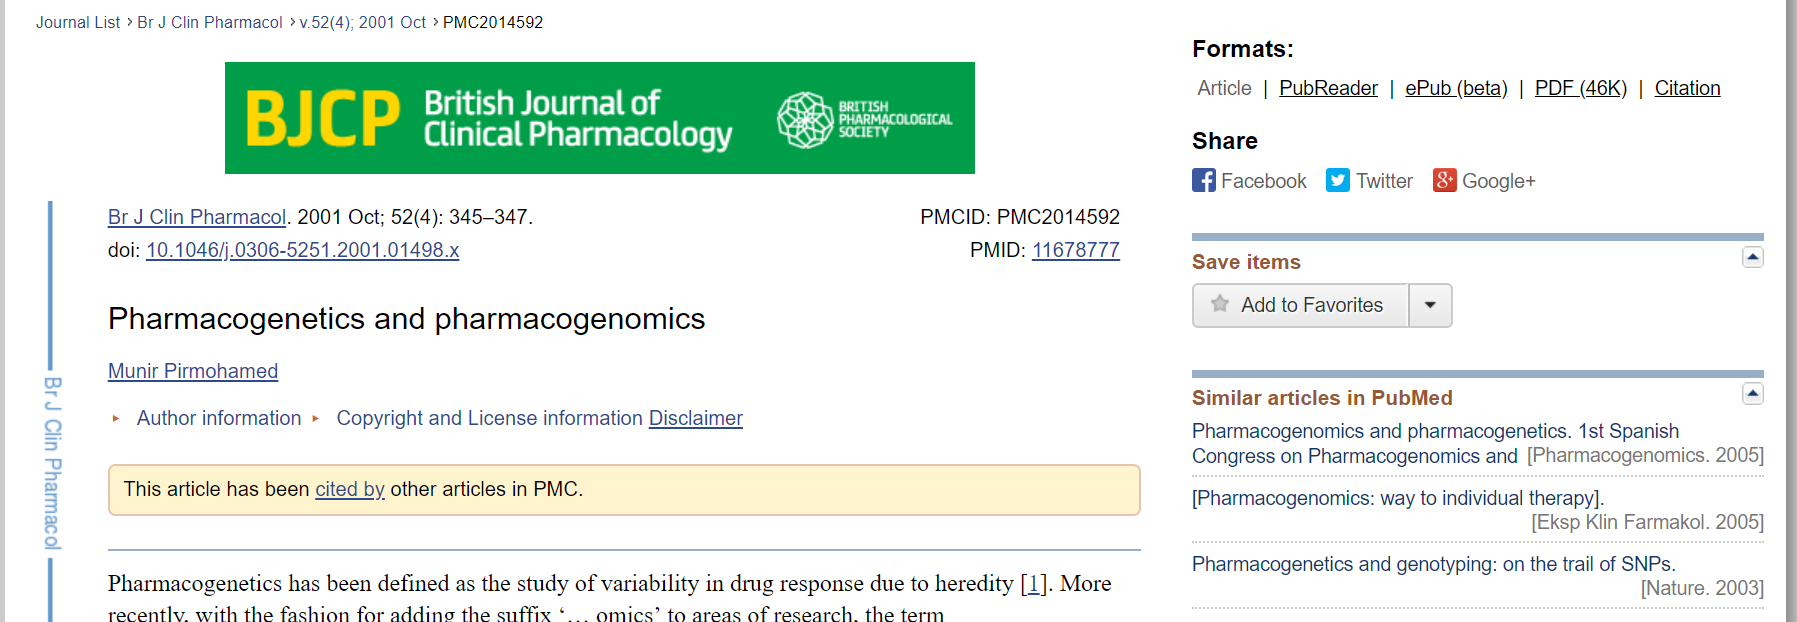 Journal List › Br J Clin Pharmacol › v.52(4); 2001 Oct › PMC2014592
BJCP
British Journal of
Clinical Pharmacology
BRITISH
PHARMACOLOGICAL
SOCIETY
Br J Clin Pharmacol. 2001 Oct; 52(4): 345–347.
PMCID: PMC2014592
doi: 10.1046/j.0306-5251.2001.01498.x
PMID: 11678777
Pharmacogenetics and pharmacogenomics
Munir Pirmohamed
Author information
Copyright and License information Disclaimer
This article has been cited by other articles in PMC.
Pharmacogenetics has been defined as the study of variability in drug response due to heredity [1]. More
recently, with the fashion for adding the suffix ‘… omics’ to areas of research, the term
Br J Clin Pharmacol
Formats:
Article | PubReader | ePub (beta) | PDF (46K) | Citation
Share
Facebook
Twitter
Google+
Save items
Add to Favorites
Similar articles in PubMed
Pharmacogenomics and pharmacogenetics. 1st Spanish
Congress on Pharmacogenomics and [Pharmacogenomics. 2005]
[Pharmacogenomics: way to individual therapy].
[Eksp Klin Farmakol. 2005]
Pharmacogenetics and genotyping: on the trail of SNPs.
[Nature. 2003]